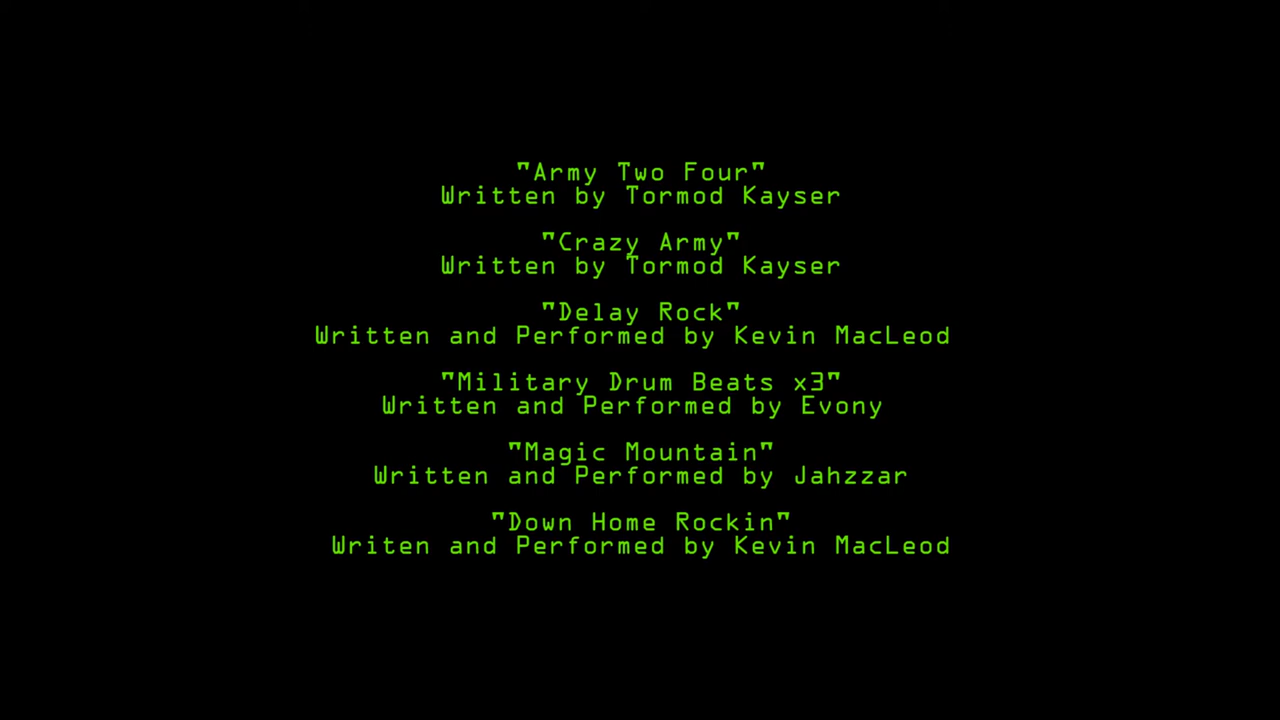 "Army Two Four"
Written by Tormod Kayser
"Crazy Army"
Written by Tormod Kayser
"Delay Rock"
Written and Performed by Kevin MacLeod
"Military Drum Beats x3"
Written and Performed by Evony
"Magic Mountain"
Written and Performed by Jahzzar
"Down Home Rockin"
Writen and Performed by Kevin MacLeod